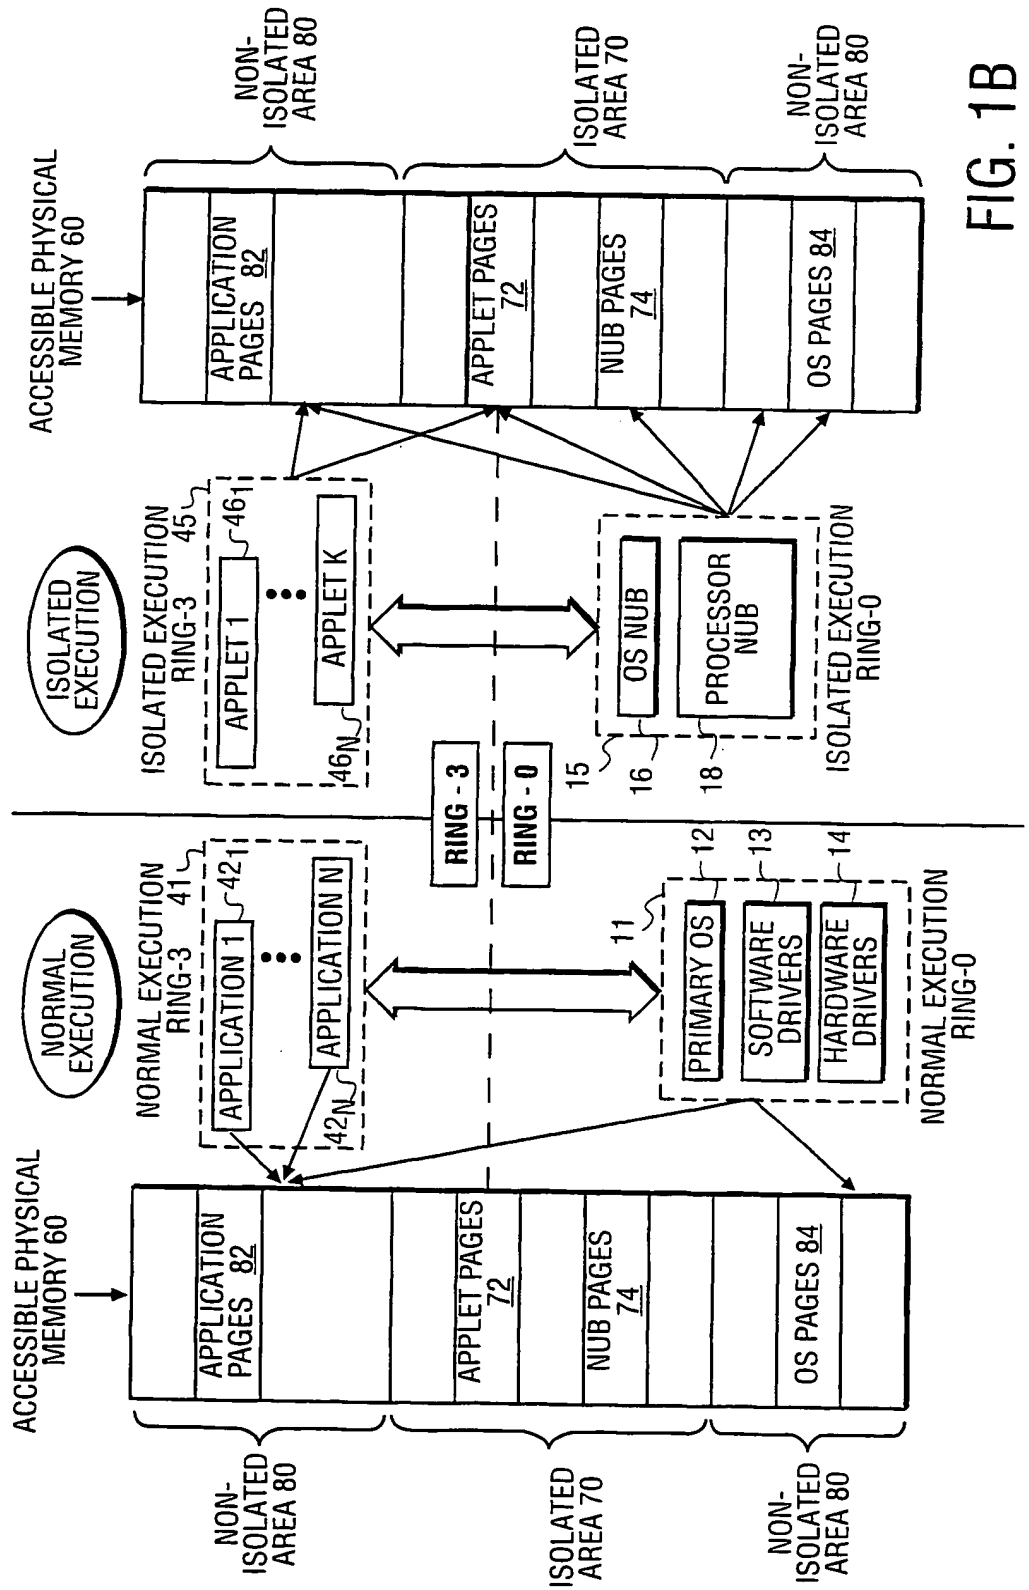 ACCESSIBLE PHYSICAL
MEMORY 60
NON-
ISOLATED
AREA 80
APPLICATION
PAGES 82
ISOLATED
AREA 70
APPLET PAGES
72
NUB PAGES
74
NON-
ISOLATED
AREA 80
OS PAGES 84
NORMAL
EXECUTION
NORMAL EXECUTION
RING-3
41
APPLICATION 1
42 1
APPLICATION N
42 N
11
PRIMARY OS
12
SOFTWARE
DRIVERS
13
HARDWARE
DRIVERS
14
NORMAL EXECUTION
RING-0
RING - 3
RING - 0
ISOLATED
EXECUTION
ISOLATED EXECUTION
RING-3
45
APPLET 1
46 1
APPLET K
46 N
15
OS NUB
16
PROCESSOR
NUB
18
ISOLATED EXECUTION
RING-0
ACCESSIBLE PHYSICAL
MEMORY 60
APPLICATION
PAGES 82
NON-
ISOLATED
AREA 80
APPLET PAGES
72
NUB PAGES
74
ISOLATED
AREA 70
OS PAGES 84
NON-
ISOLATED
AREA 80
FIG. 1B